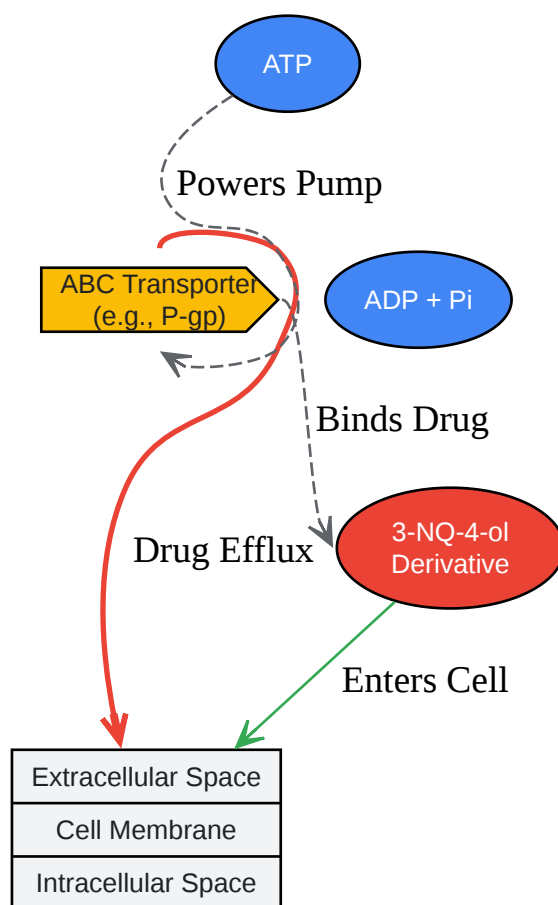 ATP
Powers Pump
ABC Transporter
(e.g., P-gp)
ADP + Pi
Binds Drug
3-NQ-4-ol
Derivative
Drug Efflux
Enters Cell
Extracellular Space
Cell Membrane
Intracellular Space